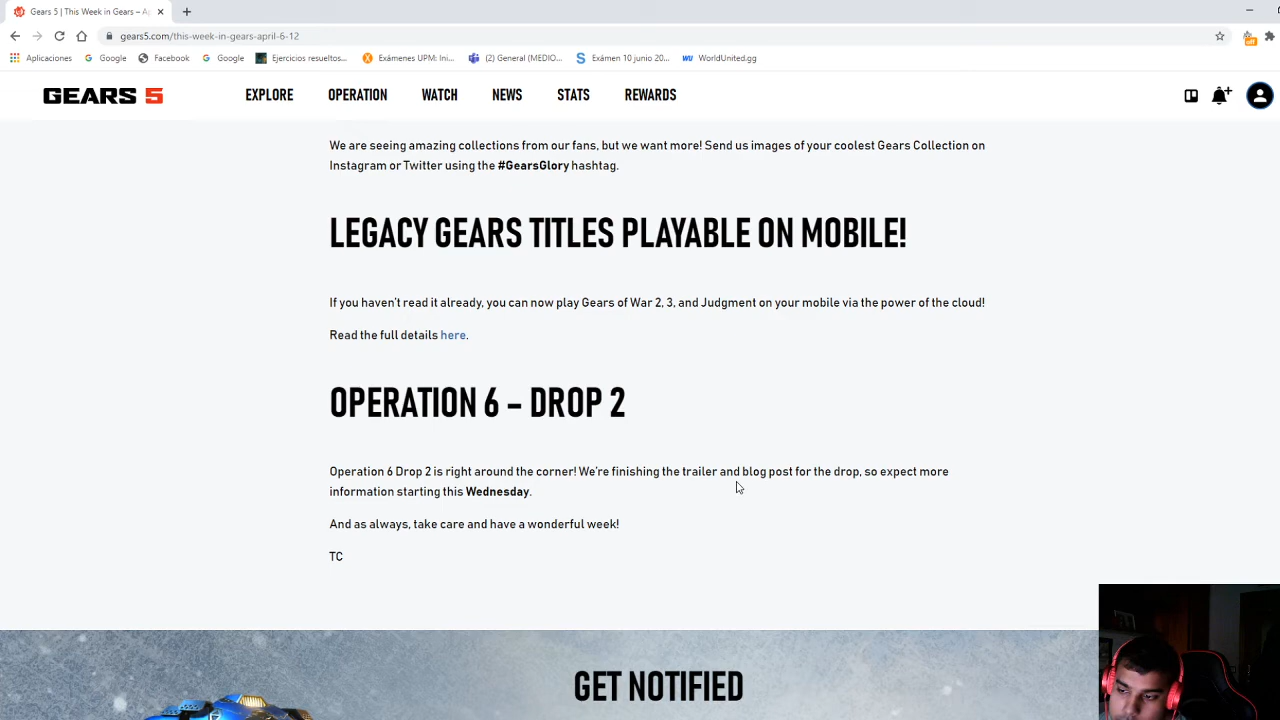 Gears 5 | This Week in Gears – Ap
gears5.com/this-week-in-gears-april-6-12
Aplicaciones
Google
Facebook
Google
Ejercicios resueltos...
Exámenes UPM: Ini...
(2) General (MEDIO...
Exámen 10 junio 20...
WU WorldUnited.gg
off
GEARS 5
EXPLORE
OPERATION
WATCH
NEWS
STATS
REWARDS
We are seeing amazing collections from our fans, but we want more! Send us images of your coolest Gears Collection on
Instagram or Twitter using the #GearsGlory hashtag.
LEGACY GEARS TITLES PLAYABLE ON MOBILE!
If you haven't read it already, you can now play Gears of War 2, 3, and Judgment on your mobile via the power of the cloud!
Read the full details here.
OPERATION 6 – DROP 2
Operation 6 Drop 2 is right around the corner! We're finishing the trailer and blog post for the drop, so expect more
information starting this Wednesday.
And as always, take care and have a wonderful week!
TC
GET NOTIFIED